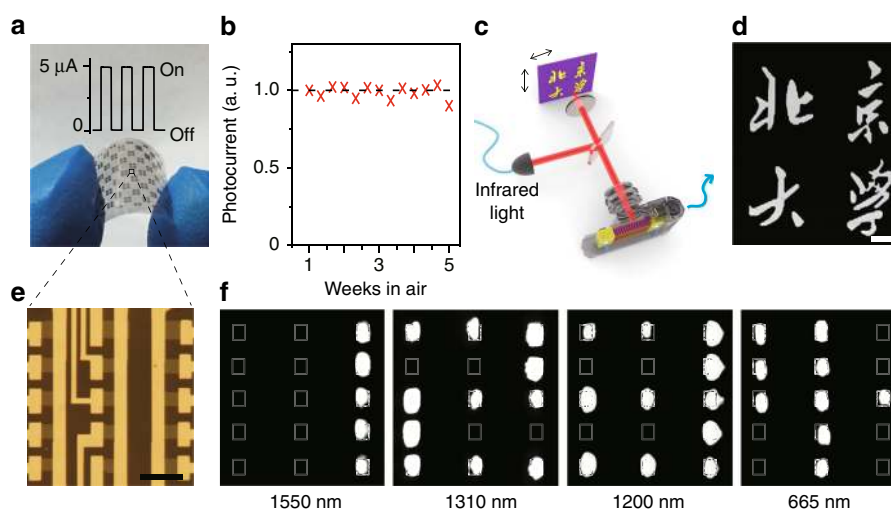 a
5 μA
On
0
Off
b
Photocurrent (a. u.)
1.0
0.5
0
1
3
5
Weeks in air
c
北京
大学
Infrared
light
d
北京
大學
e
f
1550 nm
1310 nm
1200 nm
665 nm